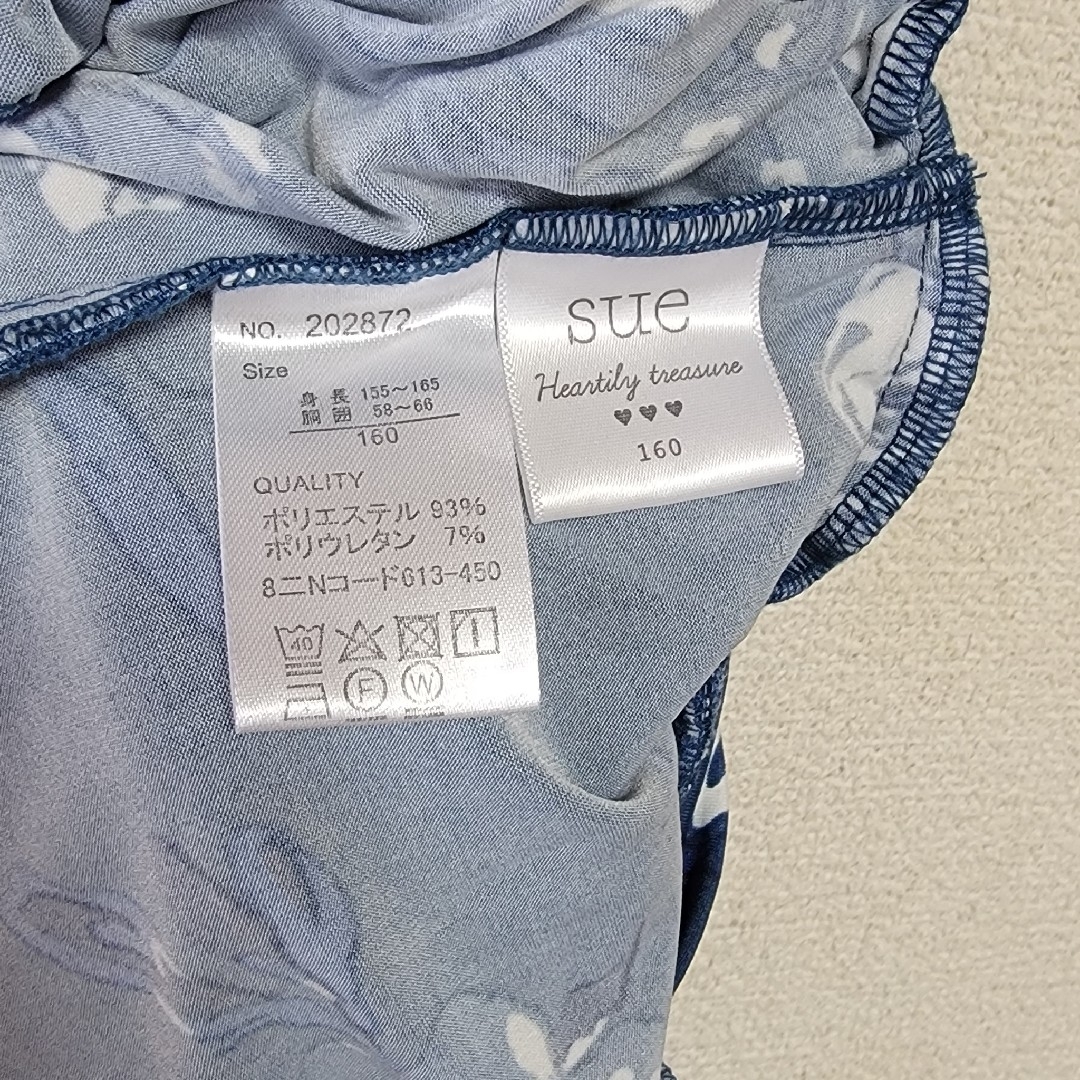 NO. 202872
Size
身長 155〜165
胴囲 58〜66
160
QUALITY
ポリエステル 93%
ポリウレタン 7%
8ニNコード613-450
40
F W
sue
Heartily treasure
♥♥♥
160